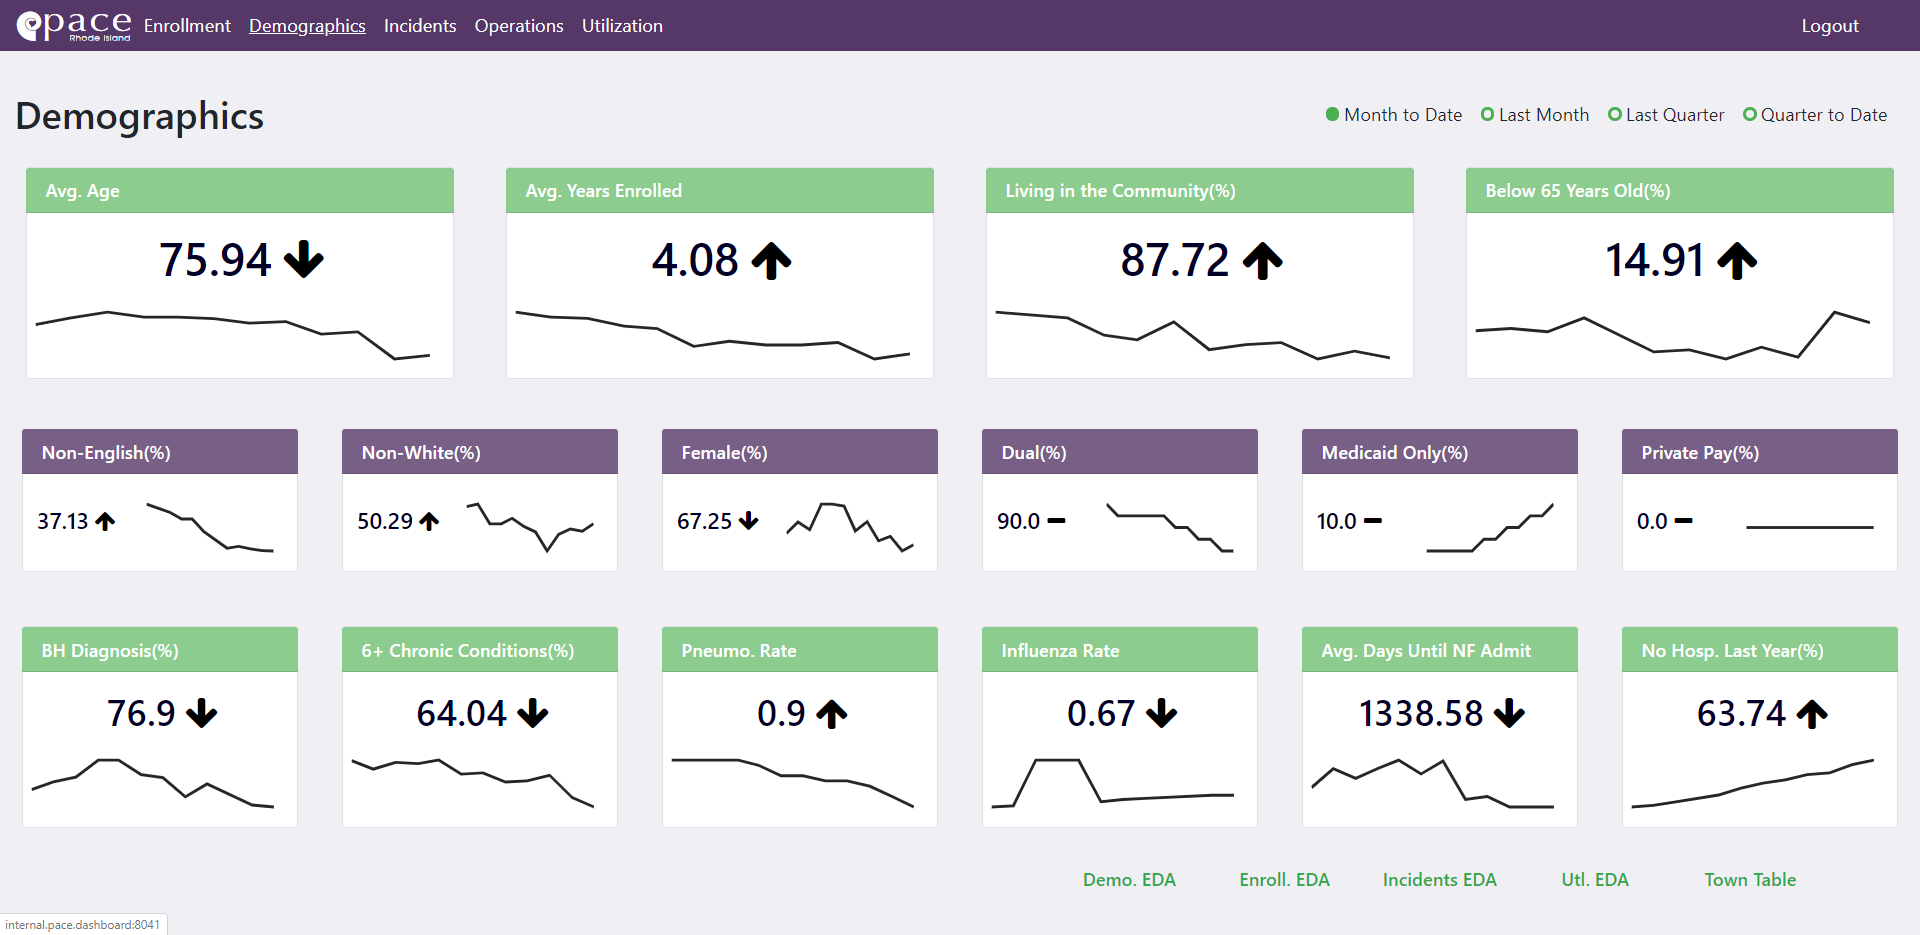 pace Enrollment Demographics Incidents Operations Utilization Logout
Rhode Island
Demographics
Month to Date Last Month Last Quarter Quarter to Date
Avg. Age Avg. Years Enrolled Living in the Community(%) Below 65 Years Old(%)
75.94 4.08 87.72 14.91
Non-English(%) Non-White(%) Female(%) Dual(%) Medicaid Only(%) Private Pay(%)
37.13 50.29 67.25 90.0 10.0 0.0
BH Diagnosis(%) 6+ Chronic Conditions(%) Pneumo. Rate Influenza Rate Avg. Days Until NF Admit No Hosp. Last Year(%)
76.9 64.04 0.9 0.67 1338.58 63.74
Demo. EDA Enroll. EDA Incidents EDA Utl. EDA Town Table
internal.pace.dashboard:8041